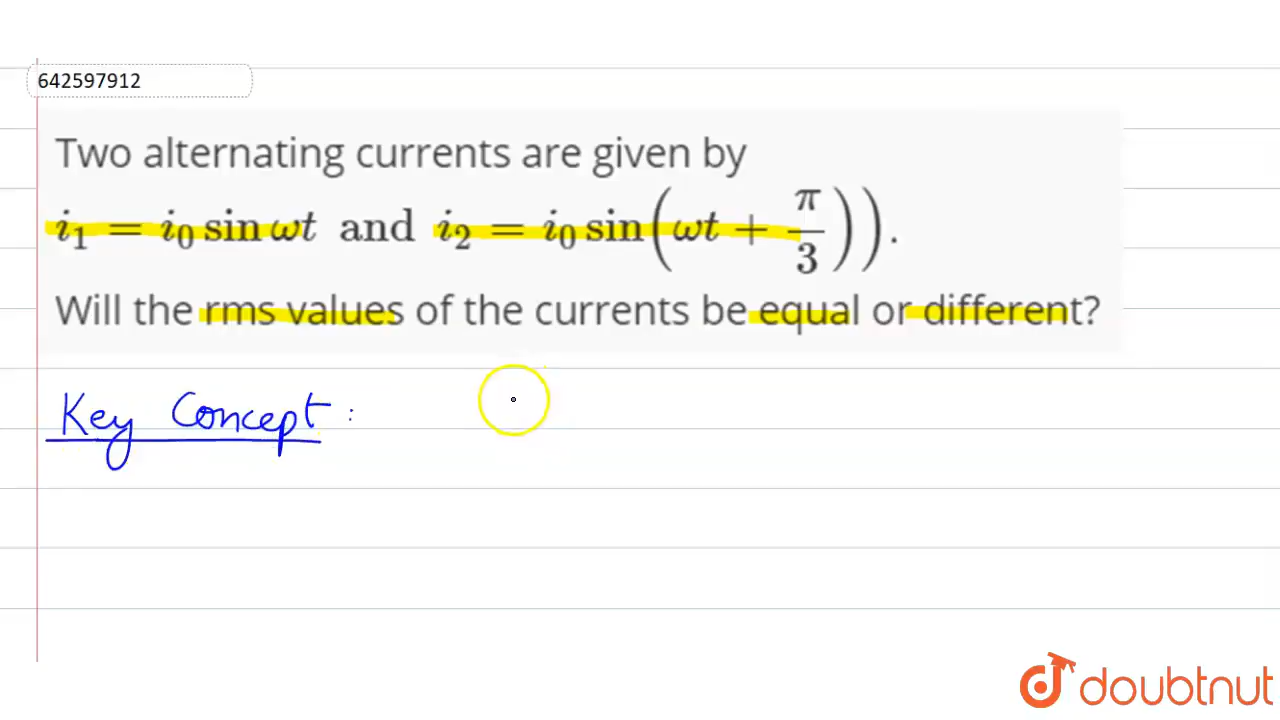 642597912
Two alternating currents are given by
i₁ = i₀ sin ωt and i₂ = i₀ sin(ωt + π/3)).
Will the rms values of the currents be equal or different?
Key Concept :
doubtnut